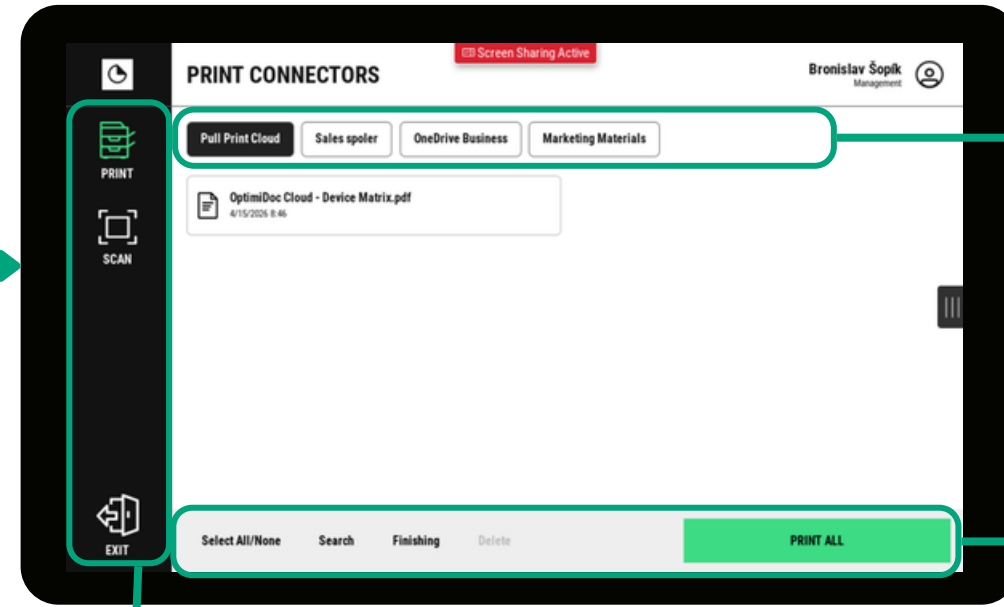 Screen Sharing Active
PRINT CONNECTORS
Bronislav Šopík
Management
PRINT
SCAN
EXIT
Pull Print Cloud
Sales spoler
OneDrive Business
Marketing Materials
OptimiDoc Cloud - Device Matrix.pdf
4/15/2026 8:46
Select All/None
Search
Finishing
Delete
PRINT ALL